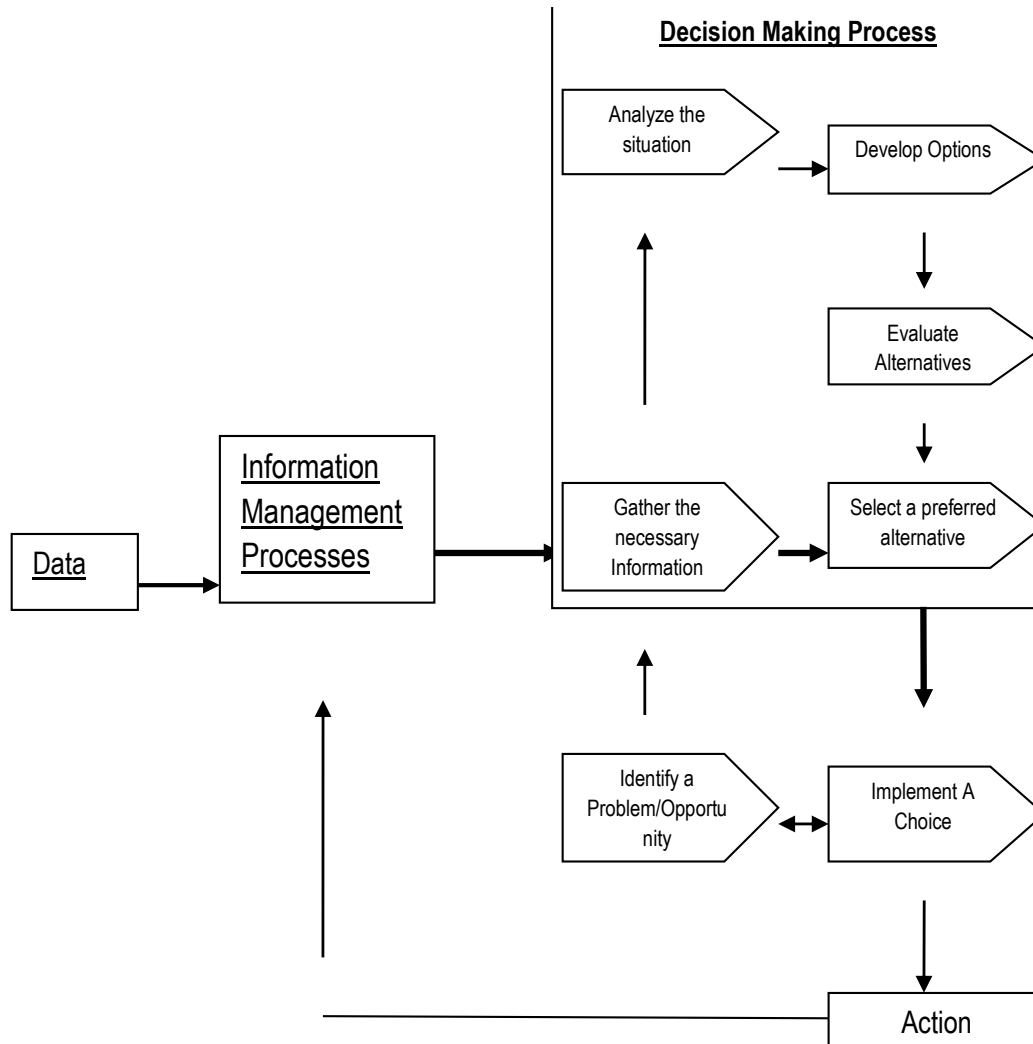 Decision Making Process
Analyze the
situation
Develop Options
Evaluate
Alternatives
Information
Management
Processes
Gather the
necessary
Information
Select a preferred
alternative
Data
Identify a
Problem/Opportu
nity
Implement A
Choice
Action